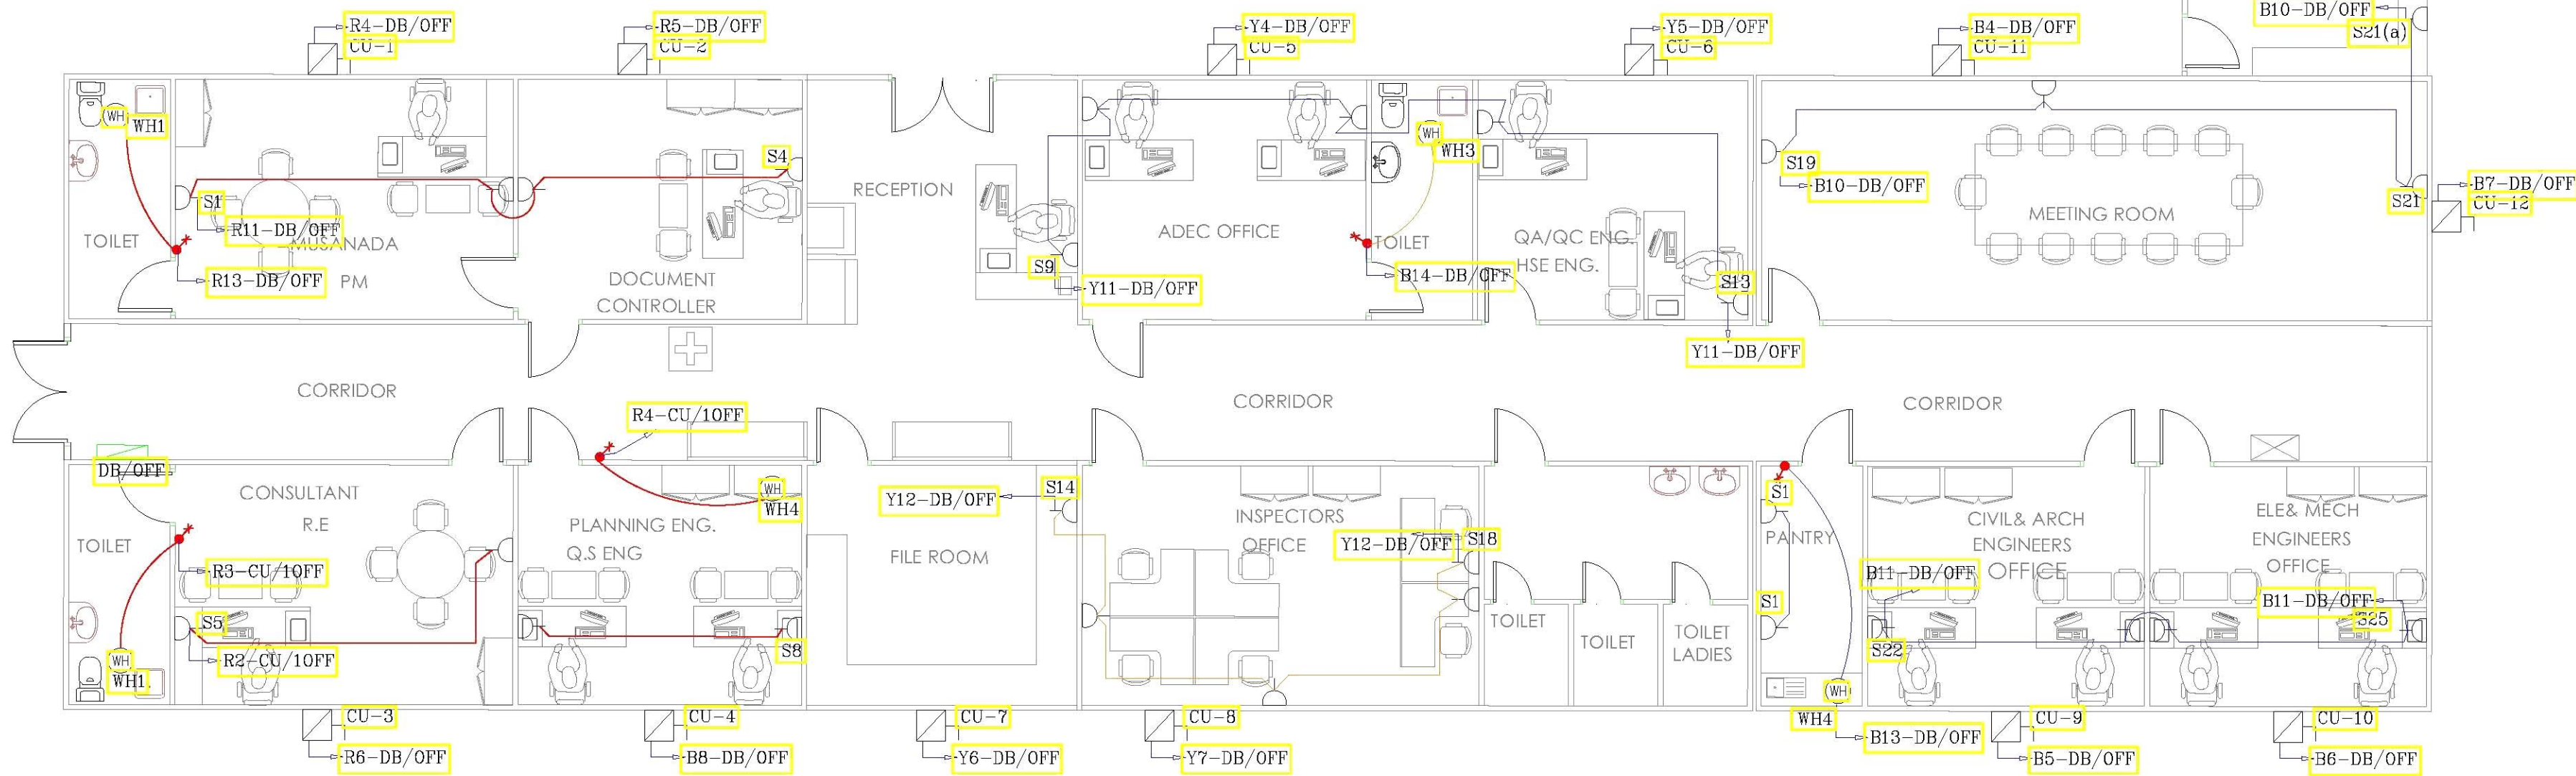 R4-DB/OFF
CU-1
R5-DB/OFF
CU-2
Y4-DB/OFF
CU-5
Y5-DB/OFF
CU-6
B4-DB/OFF
CU-11
B10-DB/OFF
S21(a)
WH
WH1
S4
WH
WH3
S19
B10-DB/OFF
B7-DB/OFF
CU-12
S21
RECEPTION
S1
R11-DB/OFF
TOILET
MUSANADA
PM
R13-DB/OFF
DOCUMENT
CONTROLLER
S9
Y11-DB/OFF
ADEC OFFICE
TOILET
B14-DB/OFF
QA/QC ENG.
HSE ENG.
S13
Y11-DB/OFF
MEETING ROOM
CORRIDOR
CORRIDOR
CORRIDOR
R4-CU/10FF
DB/OFF
CONSULTANT
R.E
TOILET
R3-CU/10FF
S5
R2-CU/10FF
WH
WH1
WH
WH4
PLANNING ENG.
Q.S ENG
S8
Y12-DB/OFF
S14
FILE ROOM
INSPECTORS
OFFICE
Y12-DB/OFF
S18
TOILET
TOILET
TOILET
LADIES
S1
PANTRY
S1
WH
WH4
B13-DB/OFF
CIVIL& ARCH
ENGINEERS
OFFICE
B11-DB/OFF
S22
ELE& MECH
ENGINEERS
OFFICE
B11-DB/OFF
S25
CU-3
R6-DB/OFF
CU-4
B8-DB/OFF
CU-7
Y6-DB/OFF
CU-8
Y7-DB/OFF
CU-9
B5-DB/OFF
CU-10
B6-DB/OFF